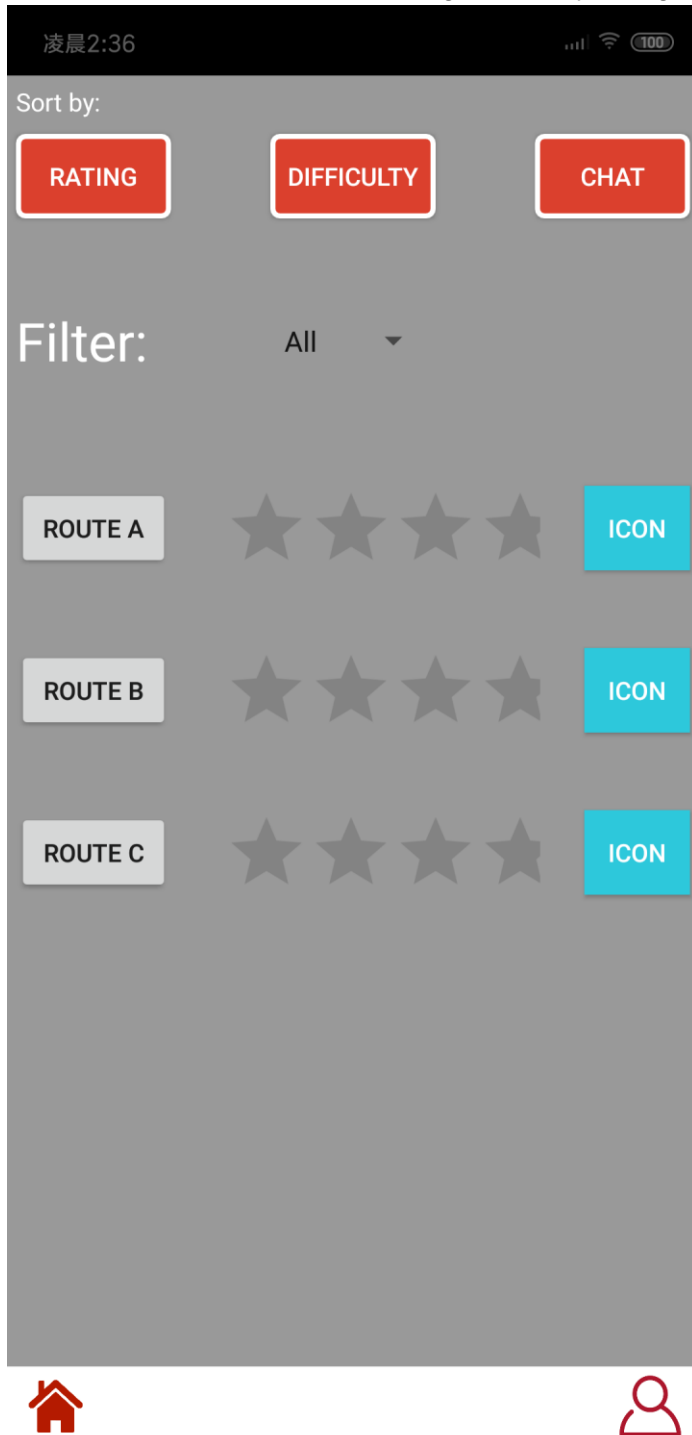 凌晨2:36 100
Sort by:
RATING DIFFICULTY CHAT
Filter: All
ROUTE A ICON
ROUTE B ICON
ROUTE C ICON